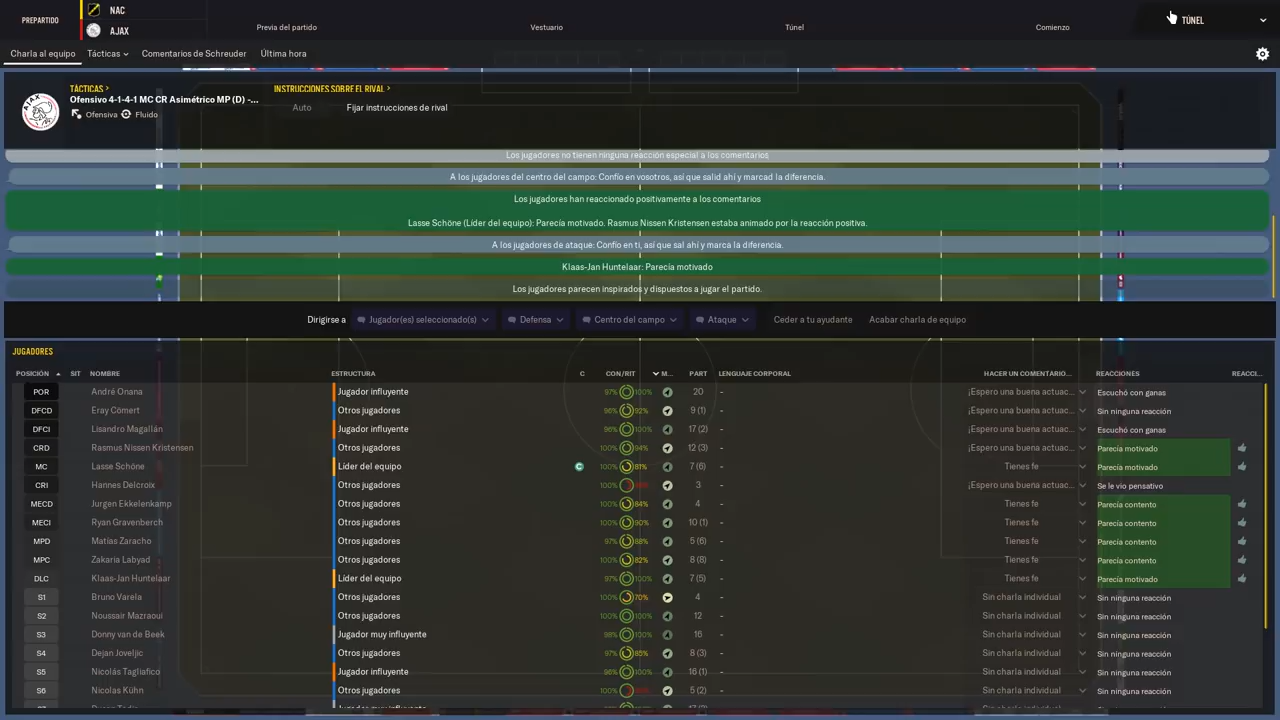 PREPARTIDO
NAC
AJAX
Previa del partido
Vestuario
Túnel
Comienzo
TÚNEL
Charla al equipo
Tácticas
Comentarios de Schreuder
Última hora
TÁCTICAS >
Ofensivo 4-1-4-1 MC CR Asimétrico MP (D) -...
Ofensiva Fluido
INSTRUCCIONES SOBRE EL RIVAL >
Auto Fijar instrucciones de rival
Los jugadores no tienen ninguna reacción especial a los comentarios
A los jugadores del centro del campo: Confío en vosotros, así que salid ahí y marcad la diferencia.
Los jugadores han reaccionado positivamente a los comentarios
Lasse Schöne (Líder del equipo): Parecía motivado. Rasmus Nissen Kristensen estaba animado por la reacción positiva.
A los jugadores de ataque: Confío en ti, así que sal ahí y marca la diferencia.
Klaas-Jan Huntelaar: Parecía motivado
Los jugadores parecen inspirados y dispuestos a jugar el partido.
Dirigirse a Jugador(es) seleccionado(s) Defensa Centro del campo Ataque Ceder a tu ayudante Acabar charla de equipo
JUGADORES
POSICIÓN SIT NOMBRE ESTRUCTURA C CON/RIT M... PART LENGUAJE CORPORAL HACER UN COMENTARIO... REACCIONES REACCI...
POR André Onana Jugador influyente 97% 100% 20 - ¡Espero una buena actuac... Escuchó con ganas
DFCD Eray Cömert Otros jugadores 96% 92% 9 (1) - ¡Espero una buena actuac... Sin ninguna reacción
DFCI Lisandro Magallán Jugador influyente 96% 100% 17 (2) - ¡Espero una buena actuac... Escuchó con ganas
CRD Rasmus Nissen Kristensen Otros jugadores 100% 94% 12 (3) - ¡Espero una buena actuac... Parecía motivado
MC Lasse Schöne Líder del equipo C 100% 81% 7 (6) - Tienes fe Parecía motivado
CRI Hannes Delcroix Otros jugadores 100% 3 - ¡Espero una buena actuac... Se le vio pensativo
MECD Jurgen Ekkelenkamp Otros jugadores 100% 84% 4 - Tienes fe Parecía contento
MECI Ryan Gravenberch Otros jugadores 100% 90% 10 (1) - Tienes fe Parecía contento
MPD Matías Zaracho Otros jugadores 97% 88% 5 (6) - Tienes fe Parecía contento
MPC Zakaria Labyad Otros jugadores 100% 82% 8 (8) - Tienes fe Parecía contento
DLC Klaas-Jan Huntelaar Líder del equipo 97% 100% 7 (5) - Tienes fe Parecía motivado
S1 Bruno Varela Otros jugadores 100% 70% 4 - Sin charla individual Sin ninguna reacción
S2 Noussair Mazraoui Otros jugadores 100% 100% 12 - Sin charla individual Sin ninguna reacción
S3 Donny van de Beek Jugador muy influyente 98% 100% 16 - Sin charla individual Sin ninguna reacción
S4 Dejan Joveljic Otros jugadores 97% 85% 8 (3) - Sin charla individual Sin ninguna reacción
S5 Nicolás Tagliafico Jugador influyente 96% 100% 16 (1) - Sin charla individual Sin ninguna reacción
S6 Nicolas Kühn Otros jugadores 100% 5 (2) - Sin charla individual Sin ninguna reacción